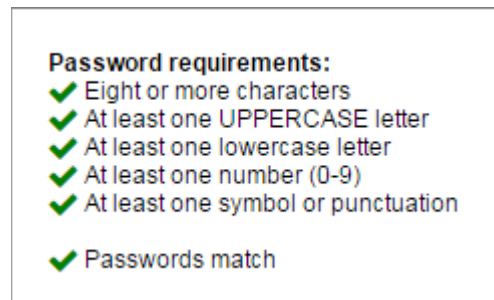 Password requirements:
Eight or more characters
At least one UPPERCASE letter
At least one lowercase letter
At least one number (0-9)
At least one symbol or punctuation
Passwords match